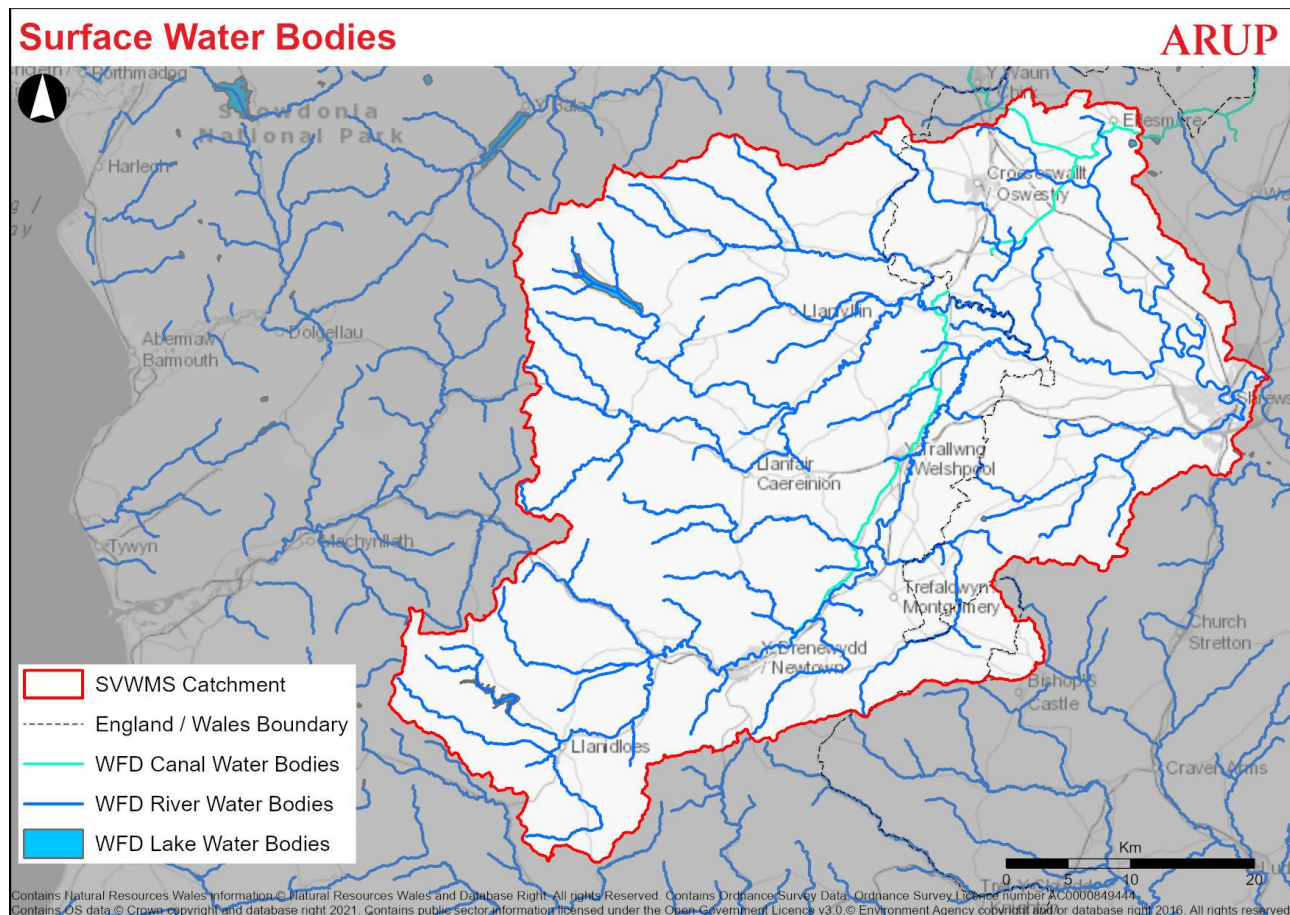 Surface Water Bodies
ARUP
Porthmadog
Snowdonia
National Park
Y Bala
Y Waun
Chirk
Ellesmere
Harlech
Croesoswallt
/ Oswestry
Llanfyllin
Abermaw
Barmouth
Dolgellau
Shrews
Y Trallwng
Welshpool
Llanfair
Caereinion
Tywyn
Machynlleth
Trefaldwyn
Montgomery
Church
Stretton
Y Drenewydd
/ Newtown
Bishop's
Castle
Llanidloes
Craven Arms
SVWMS Catchment
England / Wales Boundary
WFD Canal Water Bodies
WFD River Water Bodies
WFD Lake Water Bodies
Km
0 5 10 20
Contains Natural Resources Wales information © Natural Resources Wales and Database Right. All rights Reserved. Contains Ordnance Survey Data. Ordnance Survey Licence number AC0000849444.
Contains OS data © Crown copyright and database right 2021. Contains public sector information licensed under the Open Government Licence v3.0.© Environment Agency copyright and/or database right 2016. All rights reserved